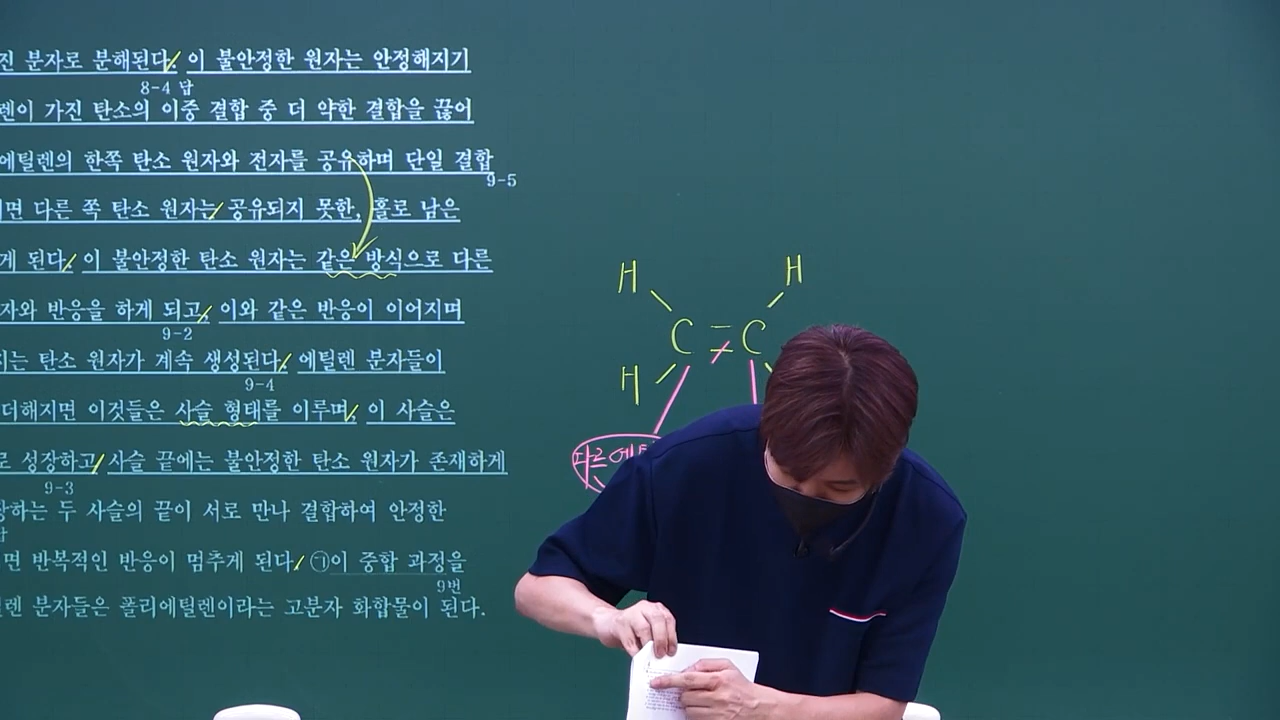 진 분자로 분해된다. 이 불안정한 원자는 안정해지기
8-4 답
렌이 가진 탄소의 이중 결합 중 더 약한 결합을 끊어
에틸렌의 한쪽 탄소 원자와 전자를 공유하며 단일 결합
9-5
면 다른 쪽 탄소 원자는 공유되지 못한, 홀로 남은
게 된다. 이 불안정한 탄소 원자는 같은 방식으로 다른
자와 반응을 하게 되고, 이와 같은 반응이 이어지며
9-2
지는 탄소 원자가 계속 생성된다. 에틸렌 분자들이
9-4
더해지면 이것들은 사슬 형태를 이루며, 이 사슬은
로 성장하고 사슬 끝에는 불안정한 탄소 원자가 존재하게
9-3
장하는 두 사슬의 끝이 서로 만나 결합하여 안정한
면 반복적인 반응이 멈추게 된다. ㉠이 중합 과정을
9번
렌 분자들은 폴리에틸렌이라는 고분자 화합물이 된다.
H H
C = C
H
다른 에틸